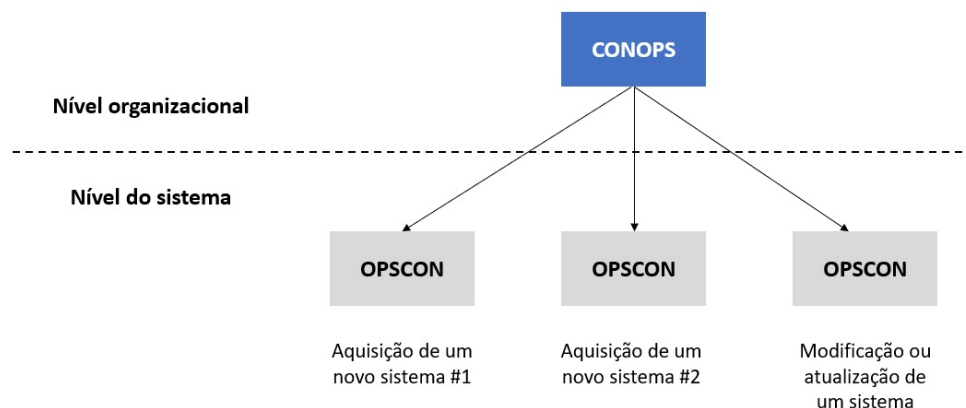 CONOPS
Nível organizacional
Nível do sistema
OPSCON
OPSCON
OPSCON
Aquisição de um
novo sistema #1
Aquisição de um
novo sistema #2
Modificação ou
atualização de
um sistema